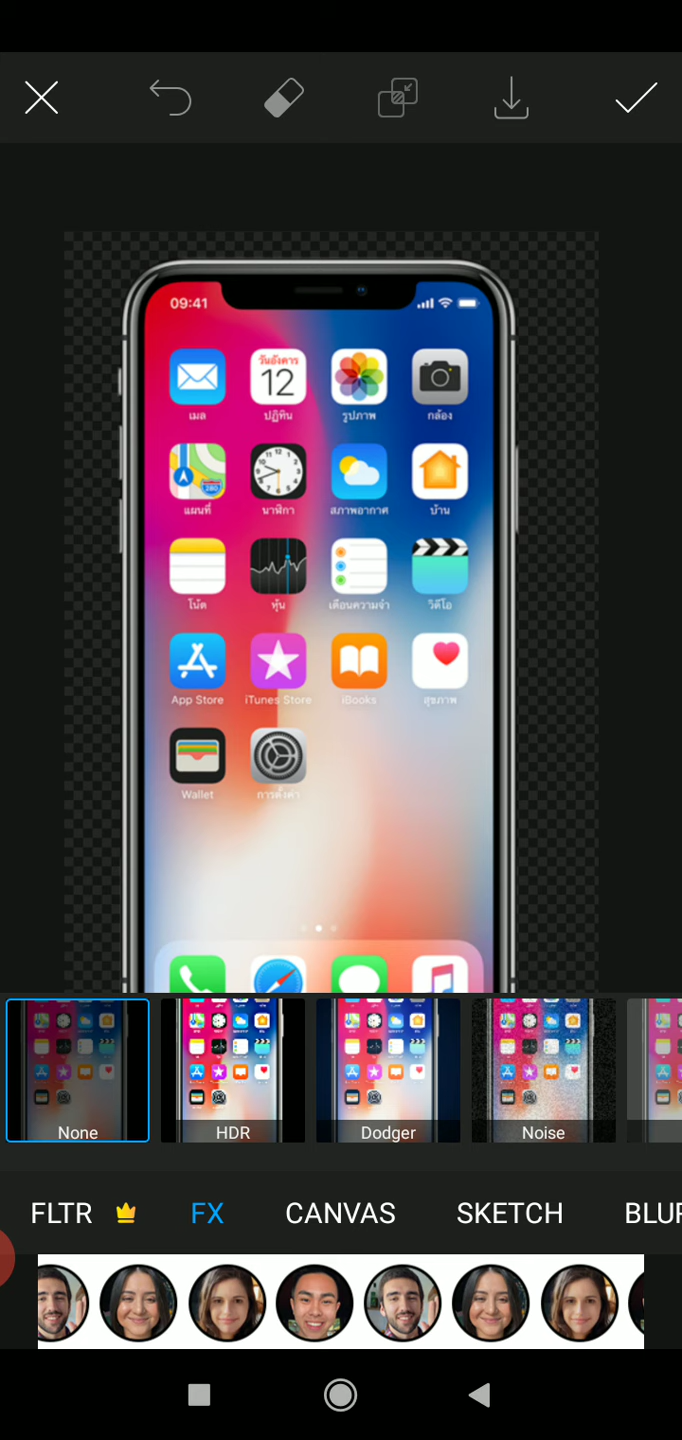 09:41
วันอังคาร
12
เมล
ปฏิทิน
รูปภาพ
กล้อง
280
แผนที่
นาฬิกา
สภาพอากาศ
บ้าน
โน้ต
หุ้น
เตือนความจำ
วิดีโอ
App Store
iTunes Store
iBooks
สุขภาพ
Wallet
การตั้งค่า
None
HDR
Dodger
Noise
FLTR
FX
CANVAS
SKETCH
BLUR